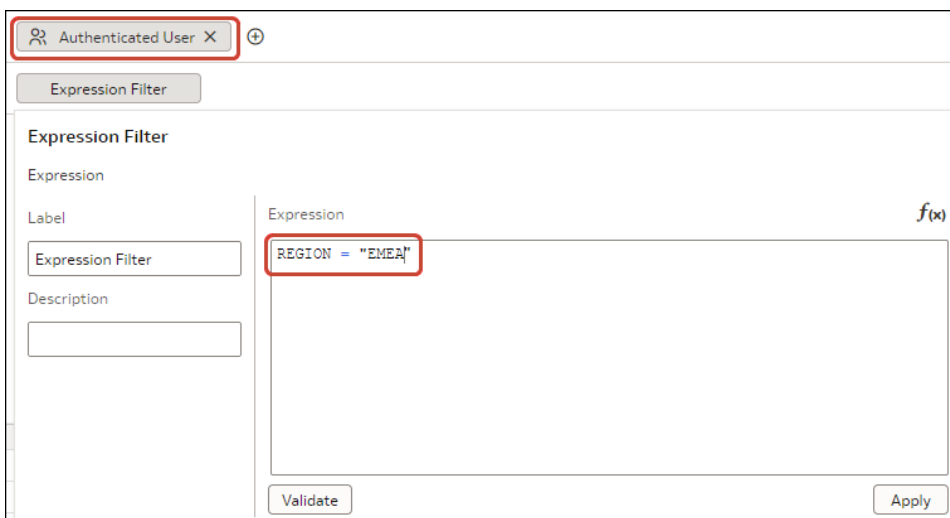 Authenticated User
Expression Filter
Expression Filter
Expression
Label
Expression
f(x)
Expression Filter
REGION = "EMEA"
Description
Validate
Apply